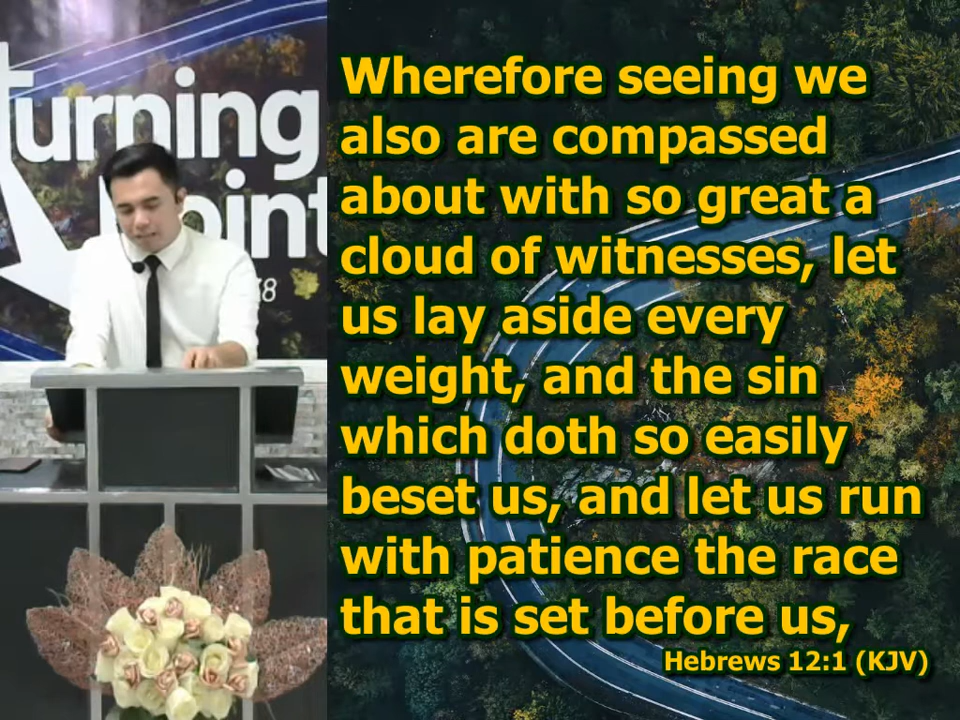 turning
Point
Wherefore seeing we
also are compassed
about with so great a
cloud of witnesses, let
us lay aside every
weight, and the sin
which doth so easily
beset us, and let us run
with patience the race
that is set before us,
Hebrews 12:1 (KJV)